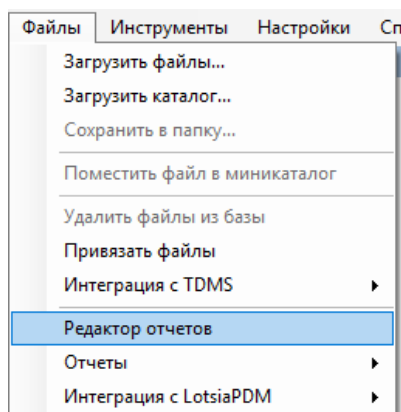 Файлы Инструменты Настройки Сп
Загрузить файлы...
Загрузить каталог...
Сохранить в папку...
Поместить файл в миникаталог
Удалить файлы из базы
Привязать файлы
Интеграция с TDMS
Редактор отчетов
Отчеты
Интеграция с LotsiaPDM